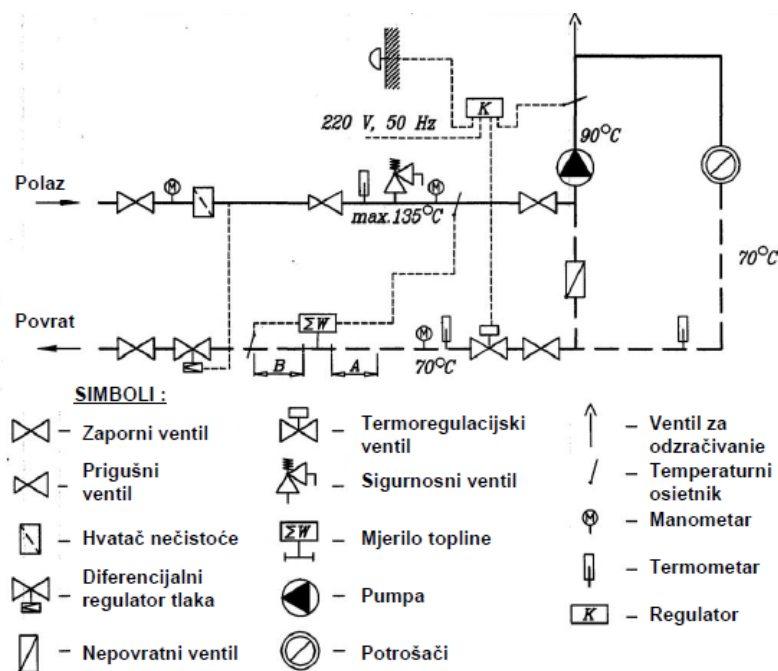 K
220 V, 50 Hz
90°C
Polaz
M
M
max.135°C
70°C
Povrat
ΣW
M
B
A
70°C
SIMBOLI :
– Zaporni ventil
– Prigušni
ventil
– Hvatač nečistoće
– Diferencijalni
regulator tlaka
– Nepovratni ventil
– Termoregulacijski
ventil
– Sigurnosni ventil
ΣW – Mjerilo topline
– Pumpa
– Potrošači
– Ventil za
odzračivanje
– Temperaturni
osietnik
M – Manometar
– Termometar
K – Regulator